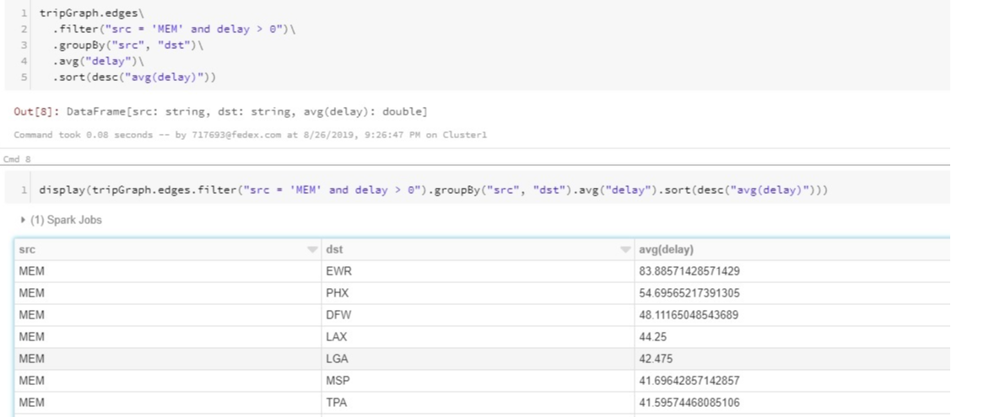 1 tripGraph.edges\
2 .filter("src = 'MEM' and delay > 0")\
3 .groupBy("src", "dst")\
4 .avg("delay")\
5 .sort(desc("avg(delay)"))
Out[8]: DataFrame[src: string, dst: string, avg(delay): double]
Command took 0.08 seconds -- by 717693@fedex.com at 8/26/2019, 9:26:47 PM on Cluster1
Cmd 8
1 display(tripGraph.edges.filter("src = 'MEM' and delay > 0").groupBy("src", "dst").avg("delay").sort(desc("avg(delay)")))
(1) Spark Jobs
src dst avg(delay)
MEM EWR 83.88571428571429
MEM PHX 54.69565217391305
MEM DFW 48.11165048543689
MEM LAX 44.25
MEM LGA 42.475
MEM MSP 41.69642857142857
MEM TPA 41.59574468085106